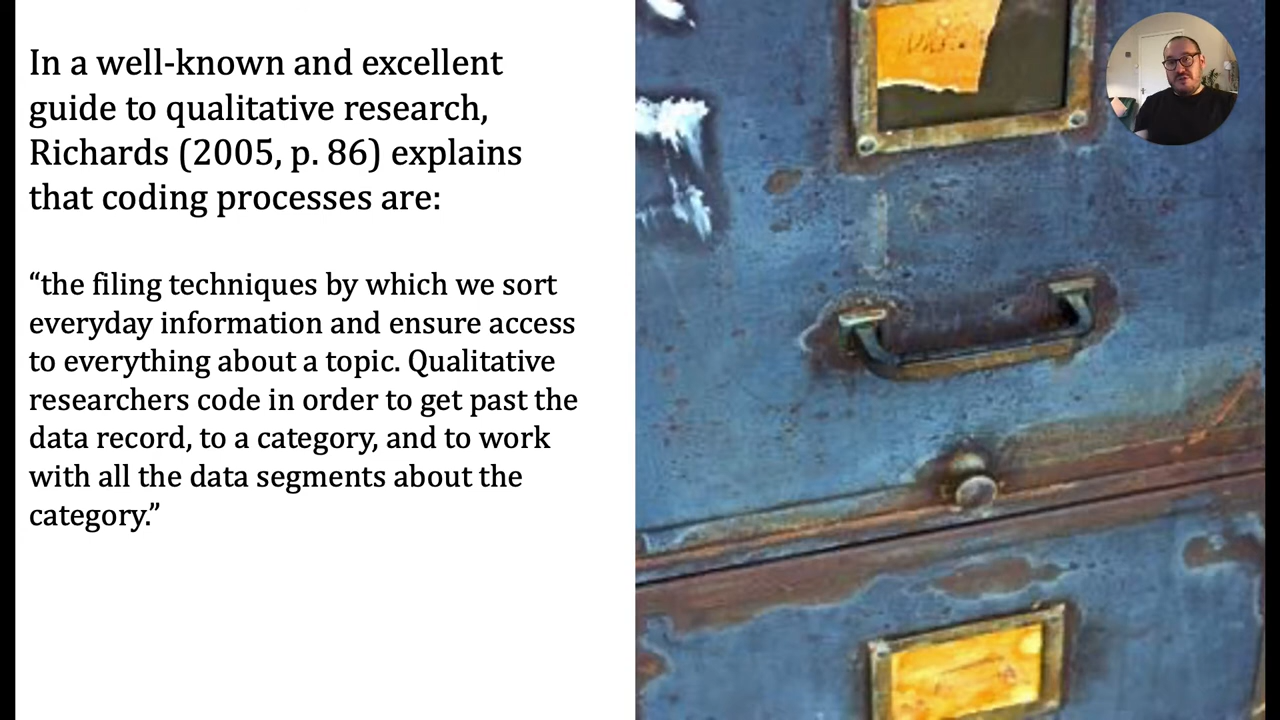 In a well-known and excellent
guide to qualitative research,
Richards (2005, p. 86) explains
that coding processes are:
“the filing techniques by which we sort
everyday information and ensure access
to everything about a topic. Qualitative
researchers code in order to get past the
data record, to a category, and to work
with all the data segments about the
category.”